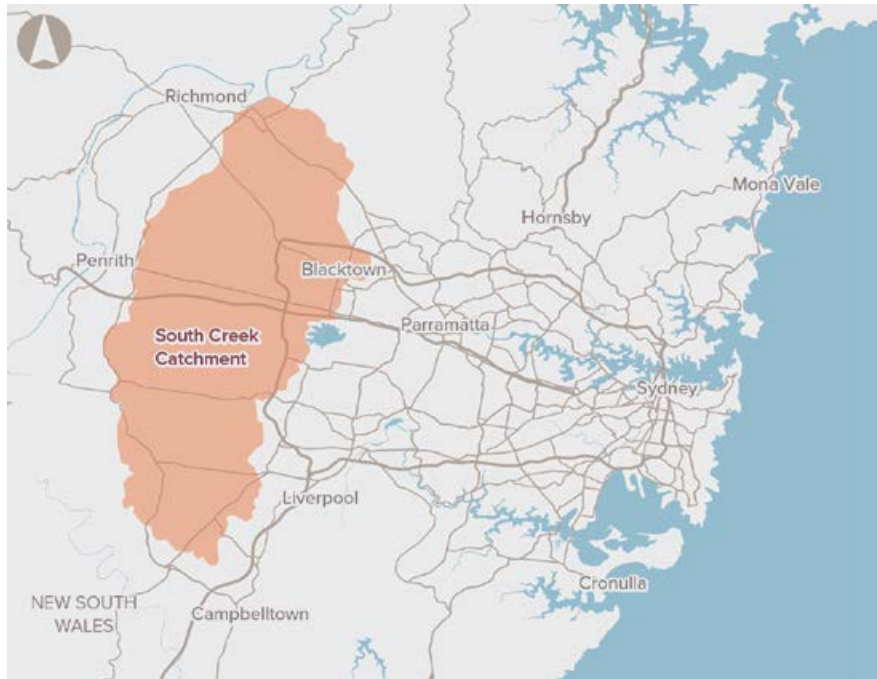 Richmond
Mona Vale
Hornsby
Penrith
Blacktown
Parramatta
South Creek
Catchment
Sydney
Liverpool
Cronulla
NEW SOUTH
WALES
Campbelltown